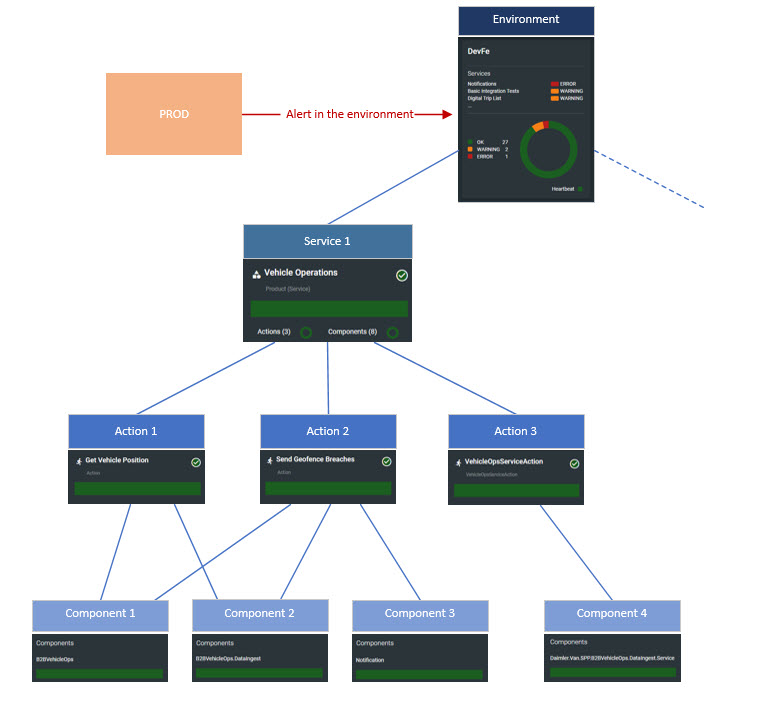 Environment
DevFe
Services
Notifications ERROR
Basic Integration Tests WARNING
Digital Trip List WARNING
...
OK 27
WARNING 2
ERROR 1
Heartbeat
PROD
Alert in the environment
Service 1
Vehicle Operations
Product (Service)
Actions (3) Components (8)
Action 1
Get Vehicle Position
Action
Action 2
Send Geofence Breaches
Action
Action 3
VehicleOpsServiceAction
VehicleOpsServiceAction
Component 1
Components
B2BVehicleOps
Component 2
Components
B2BVehicleOps.DataIngest
Component 3
Components
Notification
Component 4
Components
Daimler.Van.SPP.B2BVehicleOps.DataIngest.Service